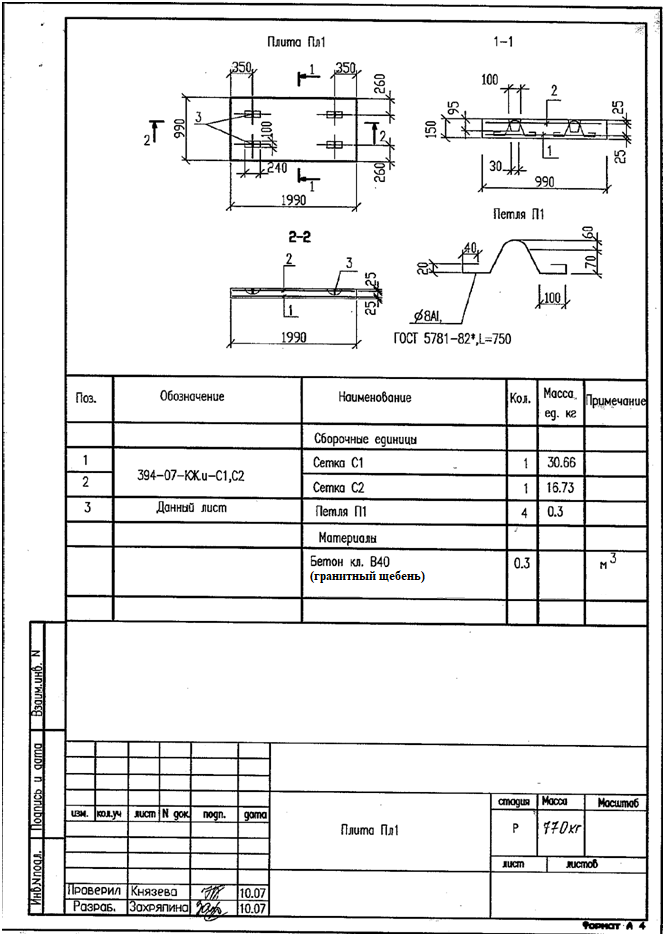 Плита Пл1
350
1
350
260
990
3
2
100
2
240
260
1
1990
1-1
100
2
95
150
25
25
30
1
990
2-2
2
3
25
25
1
1990
Петля П1
60
40
20
70
100
∅8АI,
ГОСТ 5781-82*,L=750
Поз. Обозначение Наименование Кол. Масса ед. кг Примечание
Сборочные единицы
1 394-07-КЖ.и-С1,С2 Сетка С1 1 30.66
2 Сетка С2 1 16.73
3 Данный лист Петля П1 4 0.3
Материалы
Бетон кл. В40 0.3 м3
(гранитный щебень)
Взаим.инв. N
Подпись и дата
Инв.Nподл.
изм. кол.уч лист N док. подп. дата
Плита Пл1
стадия Масса Масштаб
Р 770кг
лист листов
Проверил Князева 10.07
Разраб. Захряпина 10.07
Формат А 4